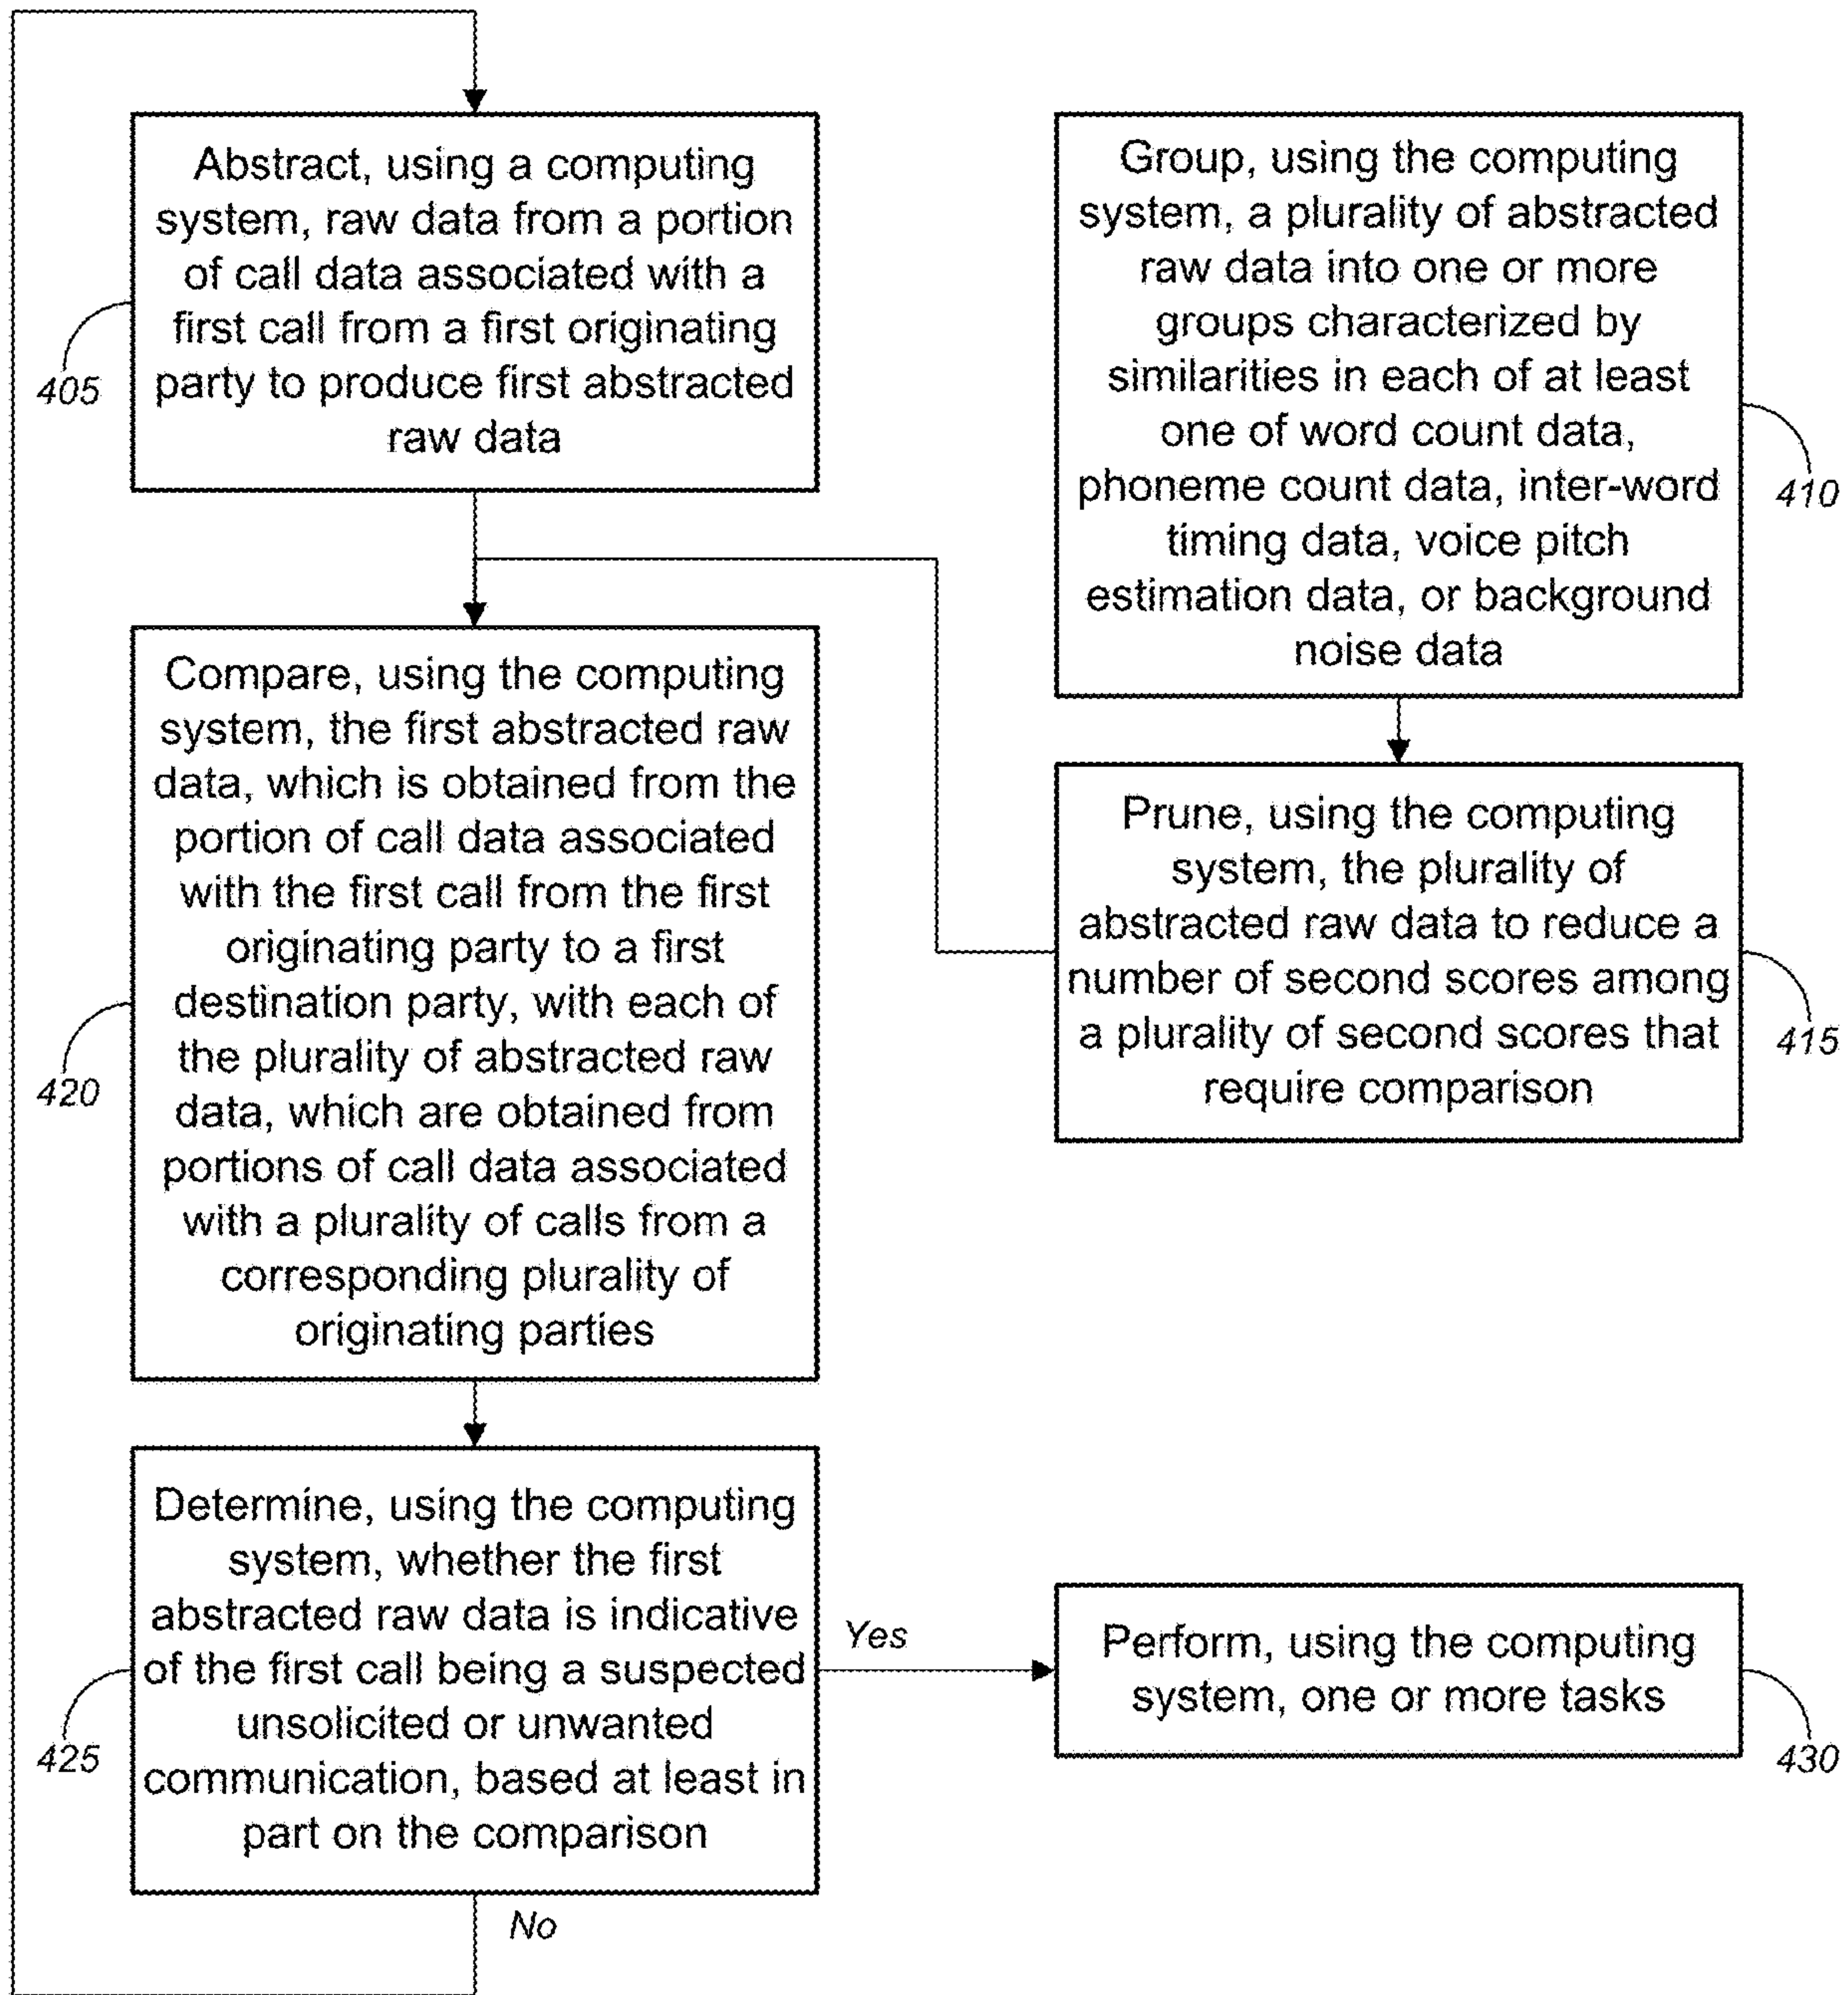 Abstract, using a computing
system, raw data from a portion
of call data associated with a
first call from a first originating
party to produce first abstracted
raw data
405
Group, using the computing
system, a plurality of abstracted
raw data into one or more
groups characterized by
similarities in each of at least
one of word count data,
phoneme count data, inter-word
timing data, voice pitch
estimation data, or background
noise data
410
Prune, using the computing
system, the plurality of
abstracted raw data to reduce a
number of second scores among
a plurality of second scores that
require comparison
415
Compare, using the computing
system, the first abstracted raw
data, which is obtained from the
portion of call data associated
with the first call from the first
originating party to a first
destination party, with each of
the plurality of abstracted raw
data, which are obtained from
portions of call data associated
with a plurality of calls from a
corresponding plurality of
originating parties
420
Determine, using the computing
system, whether the first
abstracted raw data is indicative
of the first call being a suspected
unsolicited or unwanted
communication, based at least in
part on the comparison
425
Yes
No
Perform, using the computing
system, one or more tasks
430